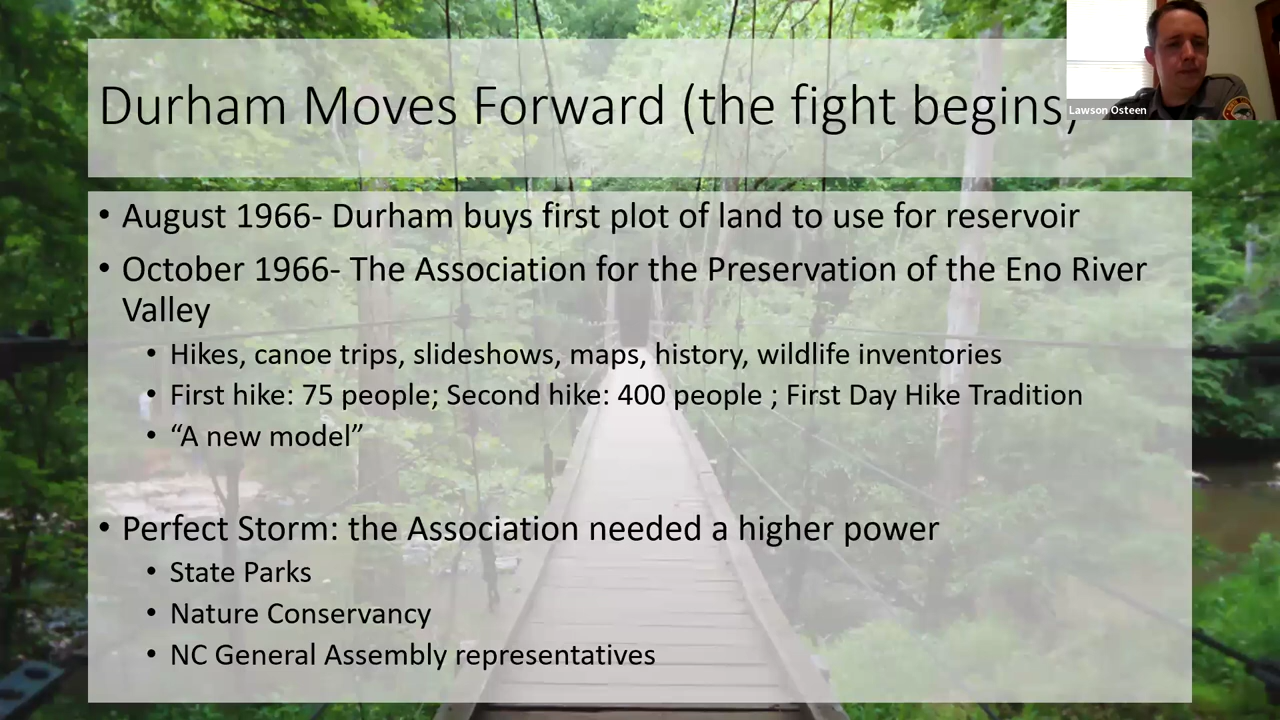 Durham Moves Forward (the fight begins)
Lawson Osteen
• August 1966- Durham buys first plot of land to use for reservoir
• October 1966- The Association for the Preservation of the Eno River
Valley
• Hikes, canoe trips, slideshows, maps, history, wildlife inventories
• First hike: 75 people; Second hike: 400 people ; First Day Hike Tradition
• “A new model”
• Perfect Storm: the Association needed a higher power
• State Parks
• Nature Conservancy
• NC General Assembly representatives